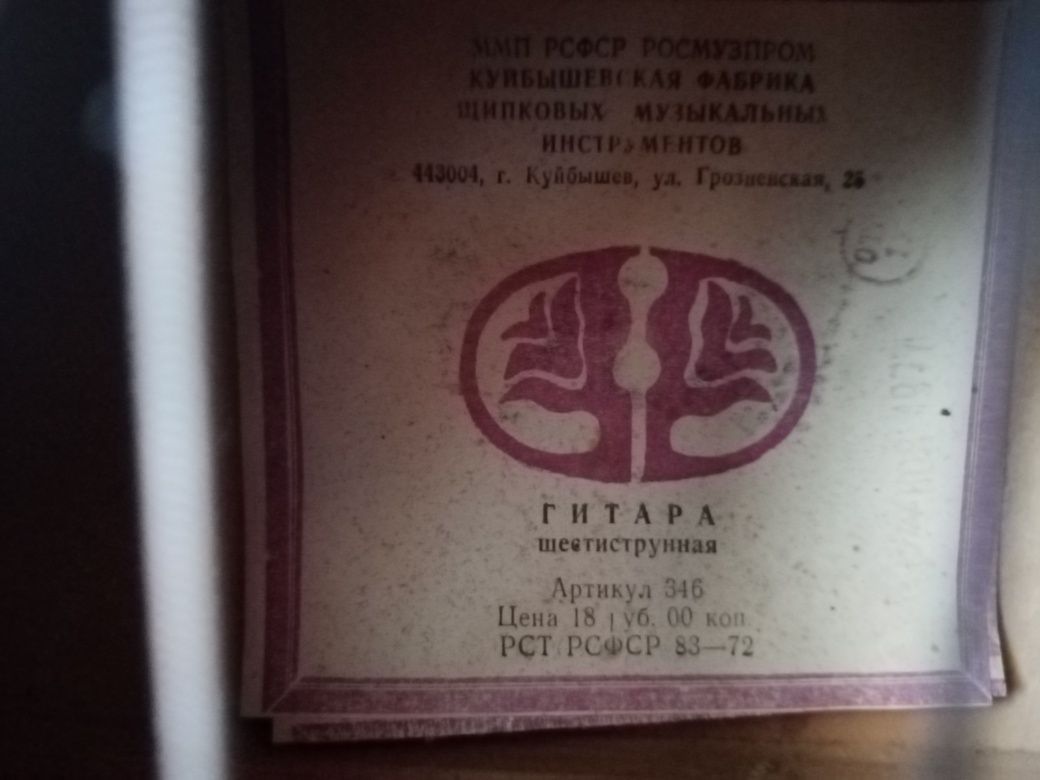 ММП РСФСР РОСМУЗПРОМ
КУЙБЫШЕВСКАЯ ФАБРИКА
ЩИПКОВЫХ МУЗЫКАЛЬНЫХ
ИНСТРУМЕНТОВ
443004, г. Куйбышев, ул. Грозненская, 25
ГИТАРА
шестиструнная
Артикул 346
Цена 18 руб. 00 коп.
РСТ РСФСР 83—72